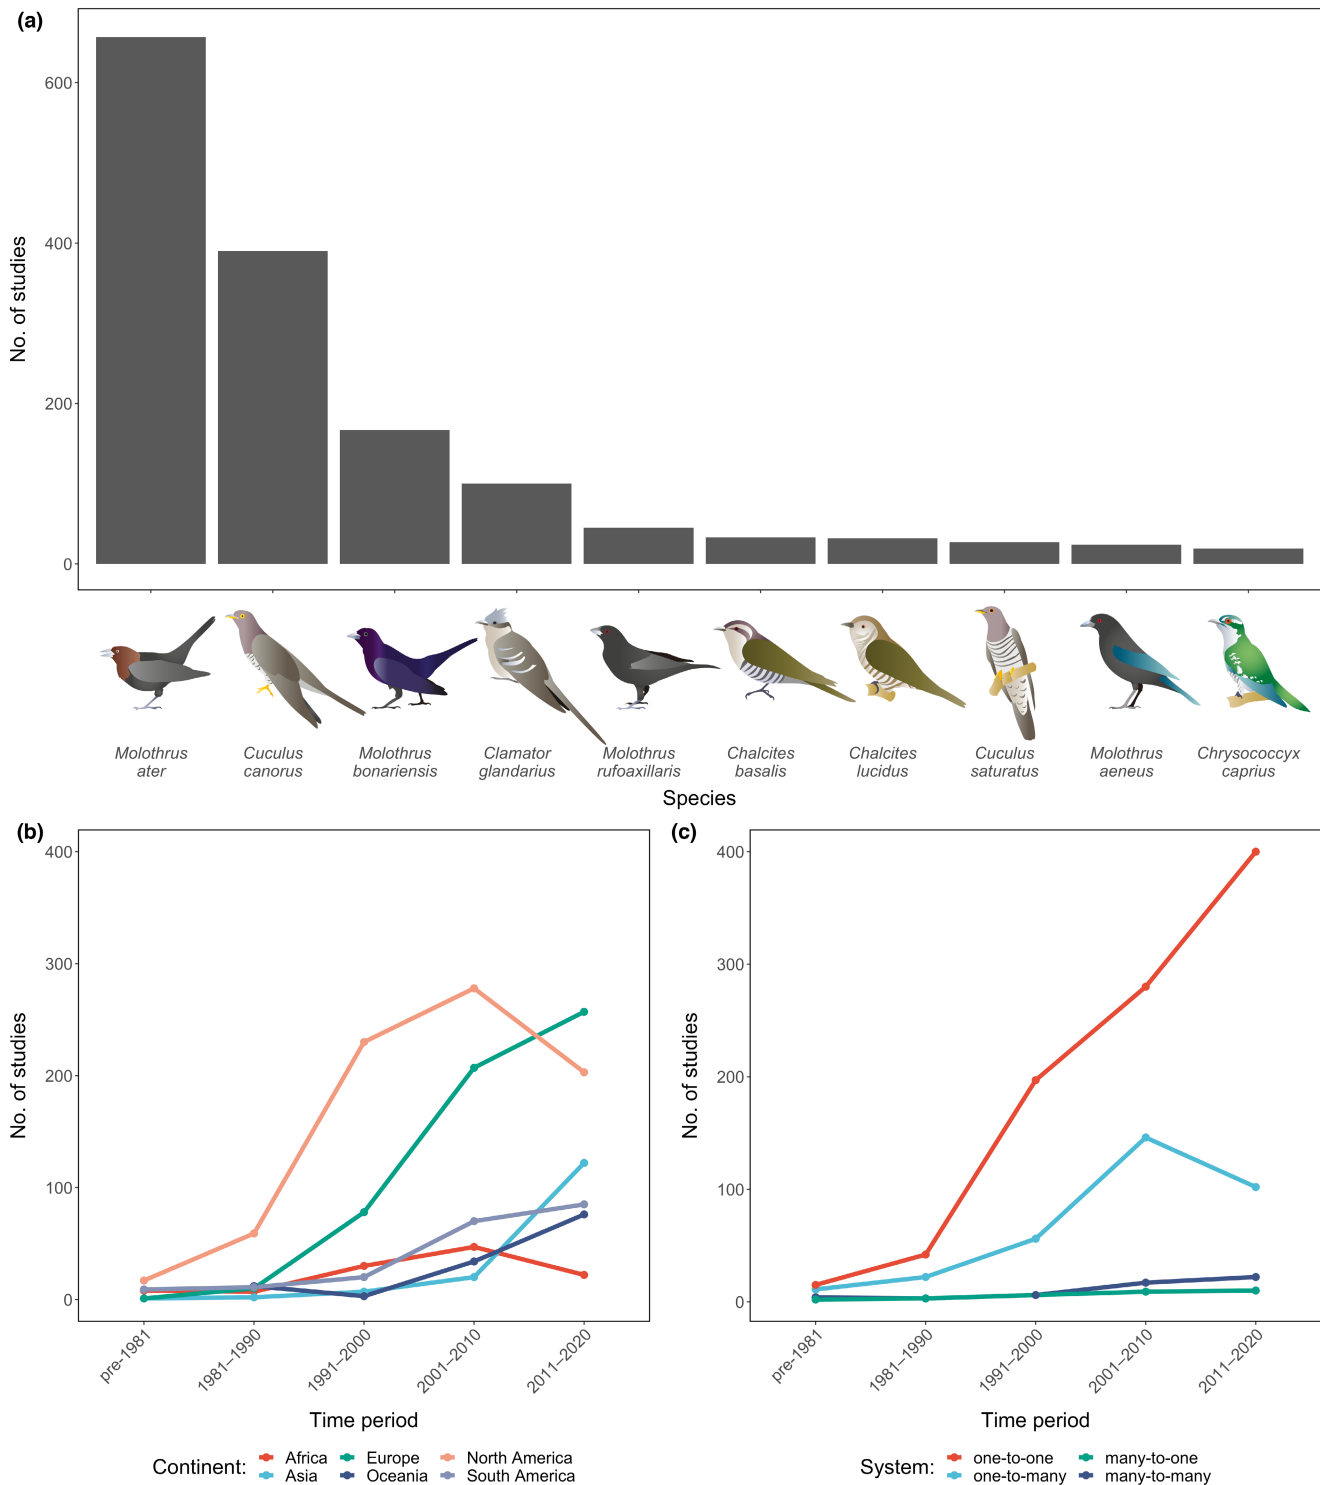 (a)
600
400
200
0
No. of studies
Molothrus ater
Cuculus canorus
Molothrus bonariensis
Clamator glandarius
Molothrus rufoaxillaris
Chalcites basalis
Chalcites lucidus
Cuculus saturatus
Molothrus aeneus
Chrysococcyx caprius
Species
(b)
400
300
200
100
0
No. of studies
pre-1981
1981–1990
1991–2000
2001–2010
2011–2020
Time period
Continent:
Africa
Europe
North America
Asia
Oceania
South America
(c)
400
300
200
100
0
No. of studies
pre-1981
1981–1990
1991–2000
2001–2010
2011–2020
Time period
System:
one-to-one
many-to-one
one-to-many
many-to-many